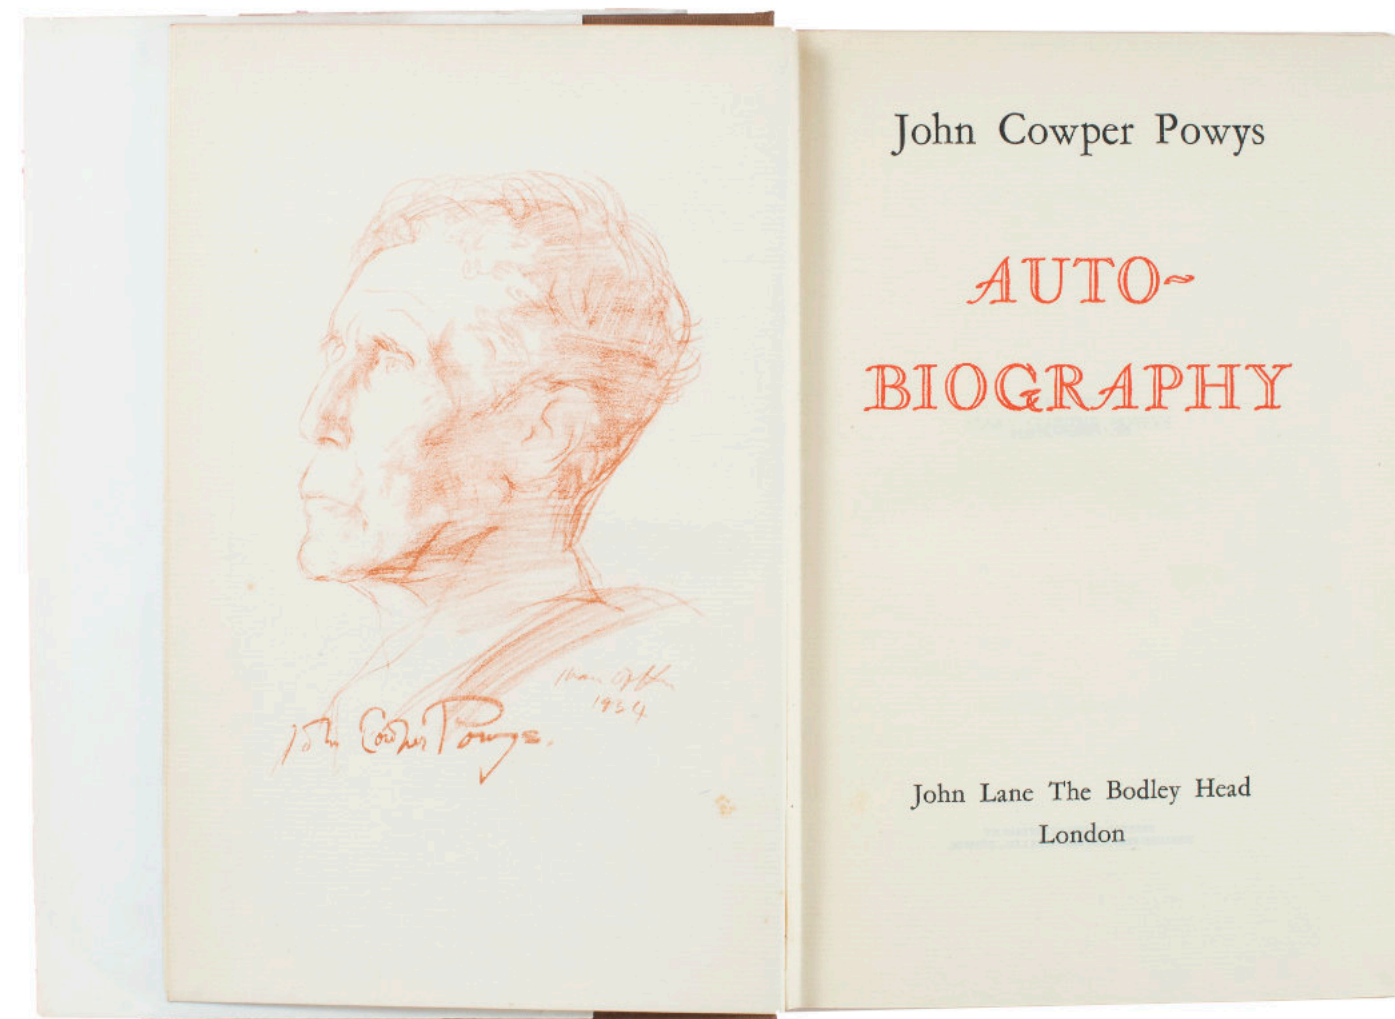 John Cowper Powys.
1934
John Cowper Powys
AUTO~
BIOGRAPHY
John Lane The Bodley Head
London